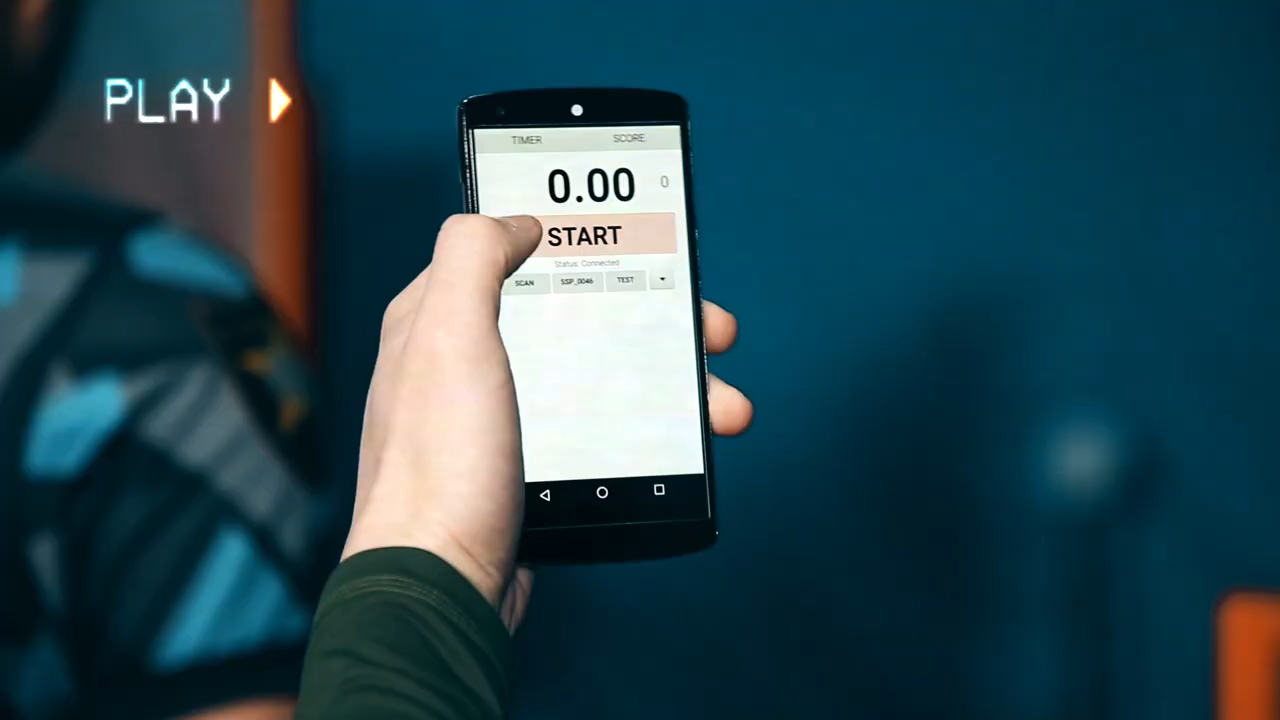 PLAY
TIMER SCORE
0.00 0
START
Status: Connected
SCAN SSP_0046 TEST